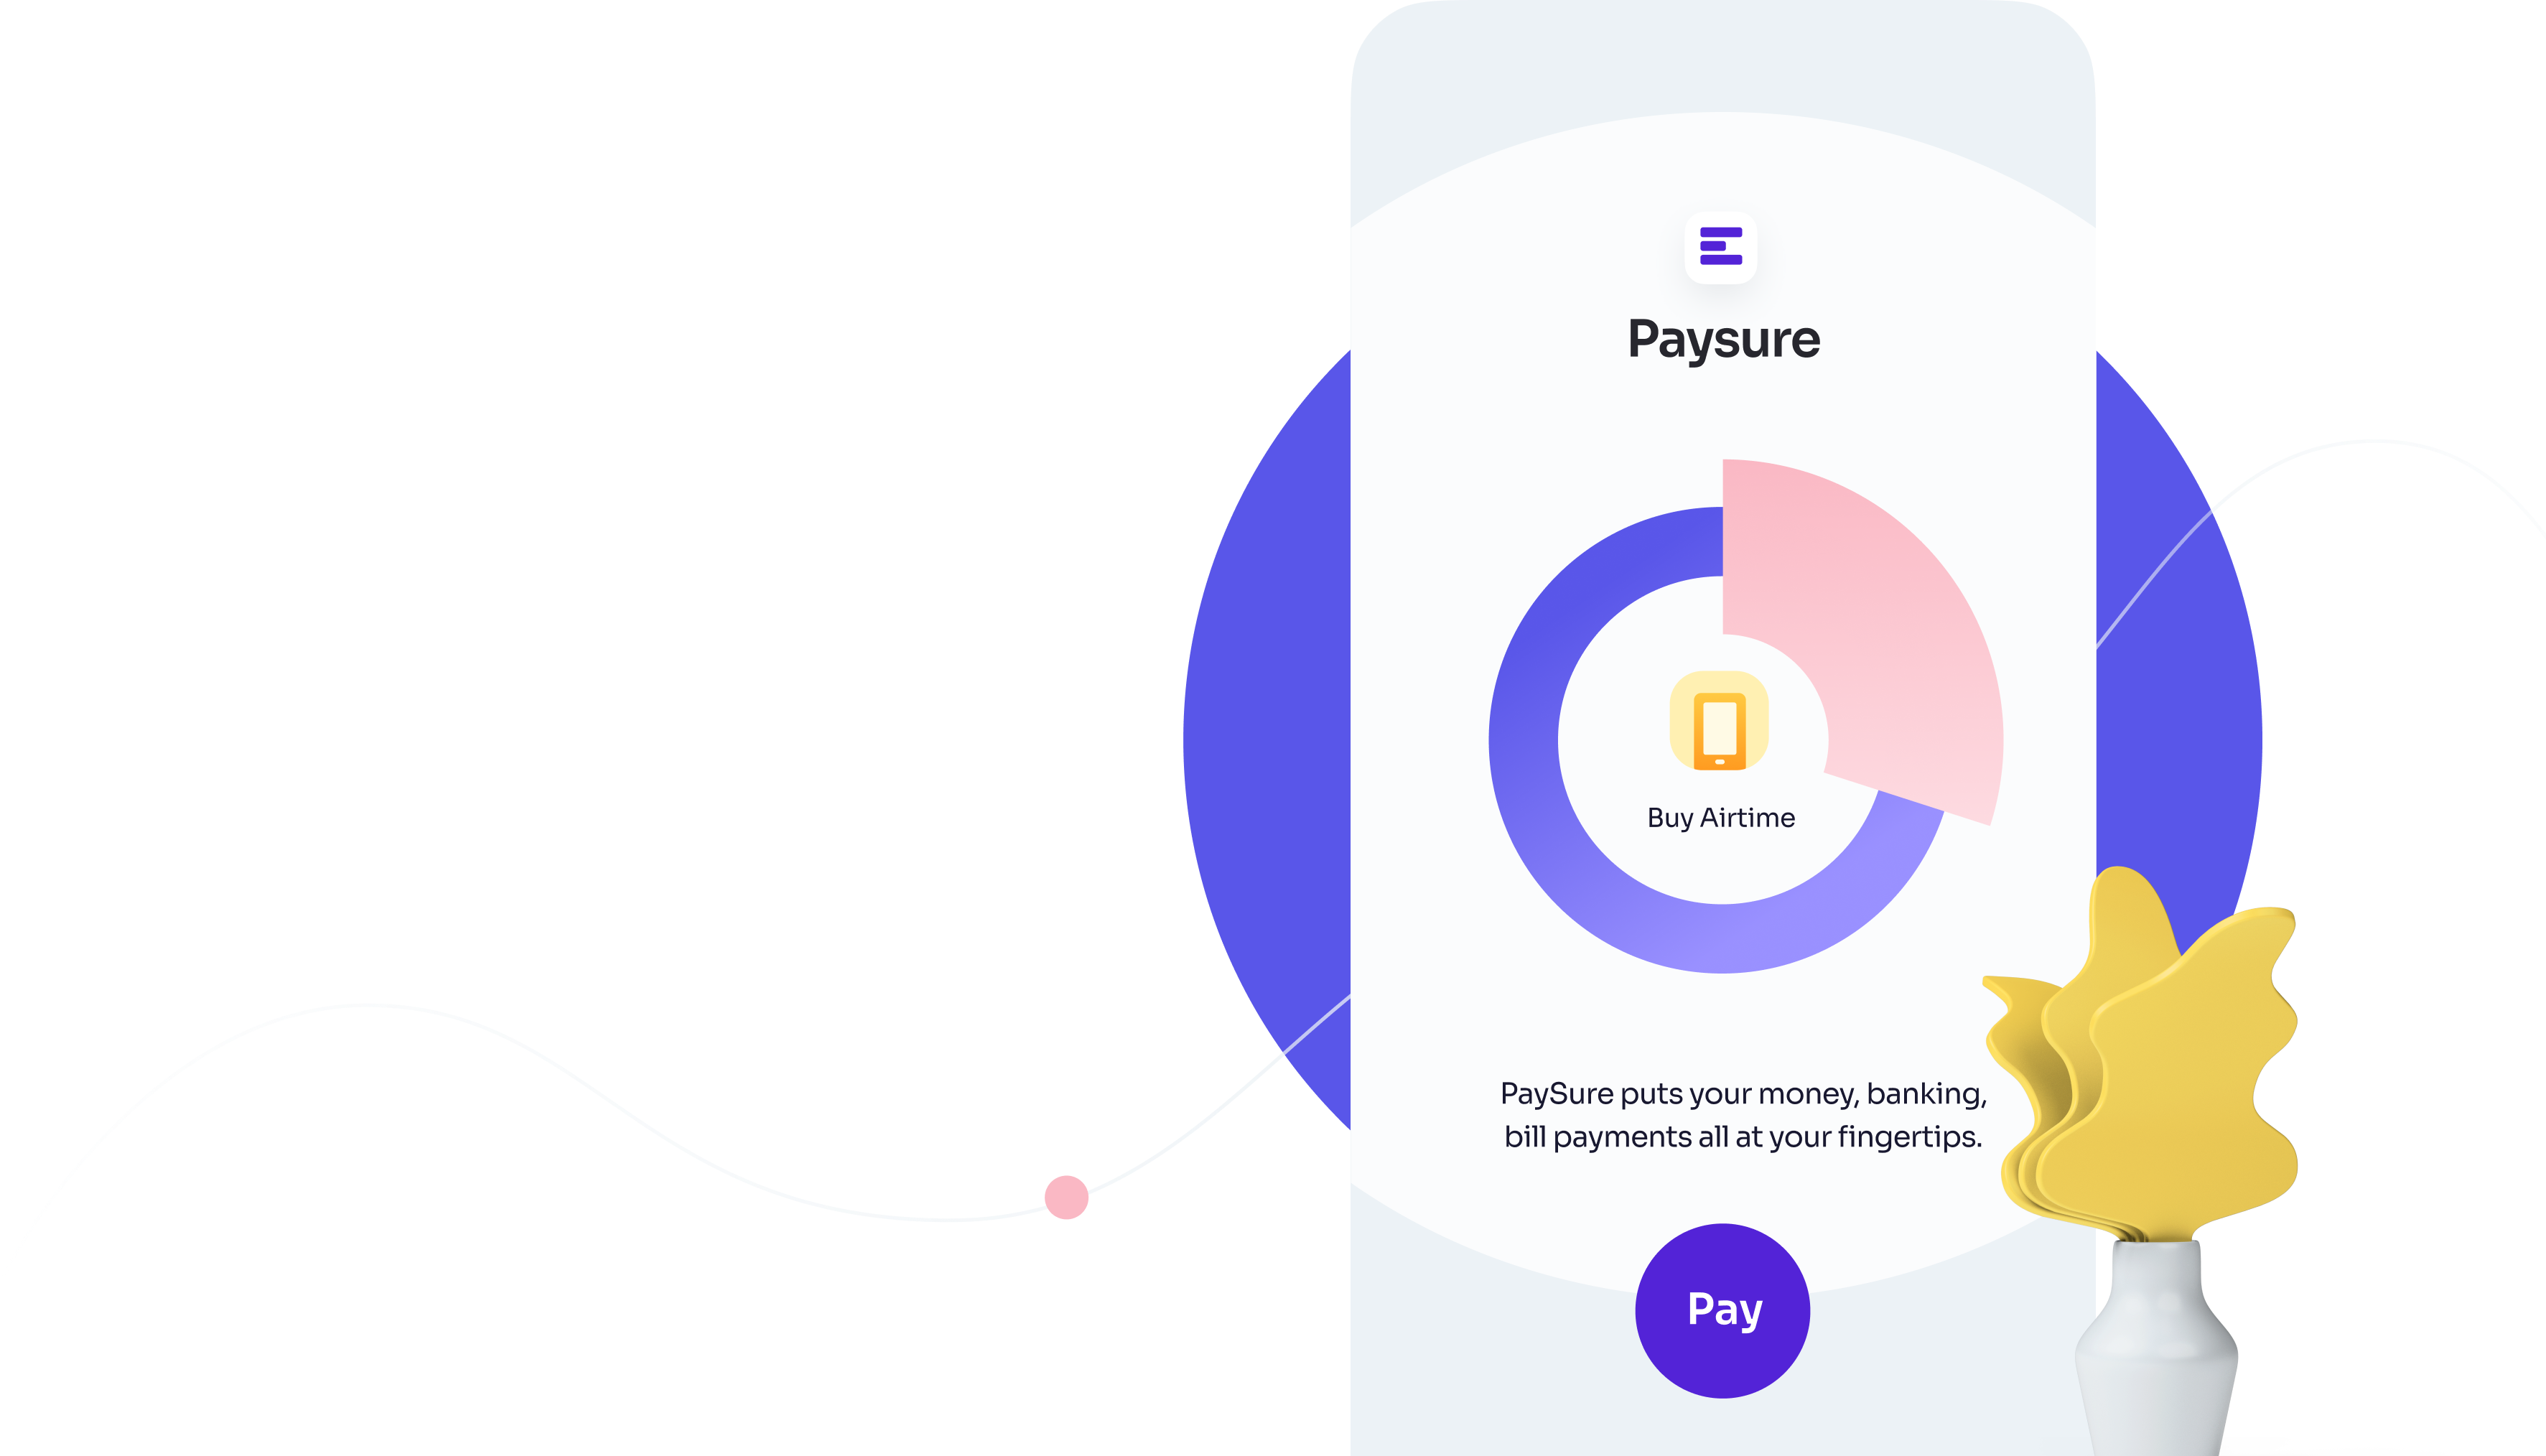 Paysure
Buy Airtime
PaySure puts your money, banking,
bill payments all at your fingertips.
Pay